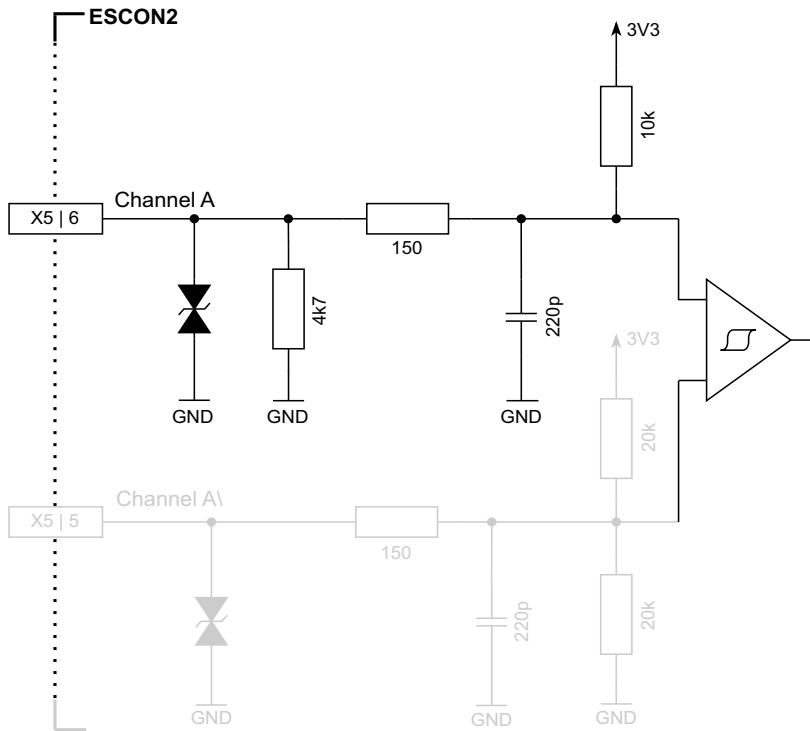 ESCON2
3V3
10k
Channel A
X5 | 6
150
4k7
220p
GND
GND
GND
3V3
20k
Channel A\
X5 | 5
150
220p
20k
GND
GND
GND